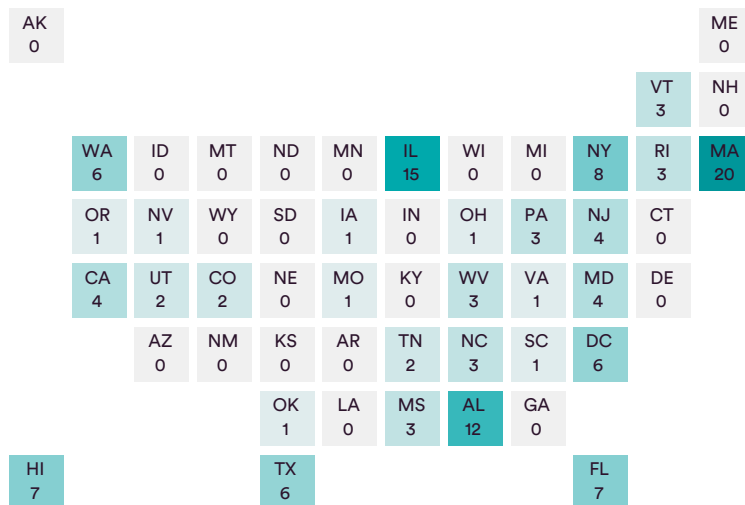 AK ME
0 0
VT NH
3 0
WA ID MT ND MN IL WI MI NY RI MA
6 0 0 0 0 15 0 0 8 3 20
OR NV WY SD IA IN OH PA NJ CT
1 1 0 0 1 0 1 3 4 0
CA UT CO NE MO KY WV VA MD DE
4 2 2 0 1 0 3 1 4 0
AZ NM KS AR TN NC SC DC
0 0 0 0 2 3 1 6
OK LA MS AL GA
1 0 3 12 0
HI TX FL
7 6 7